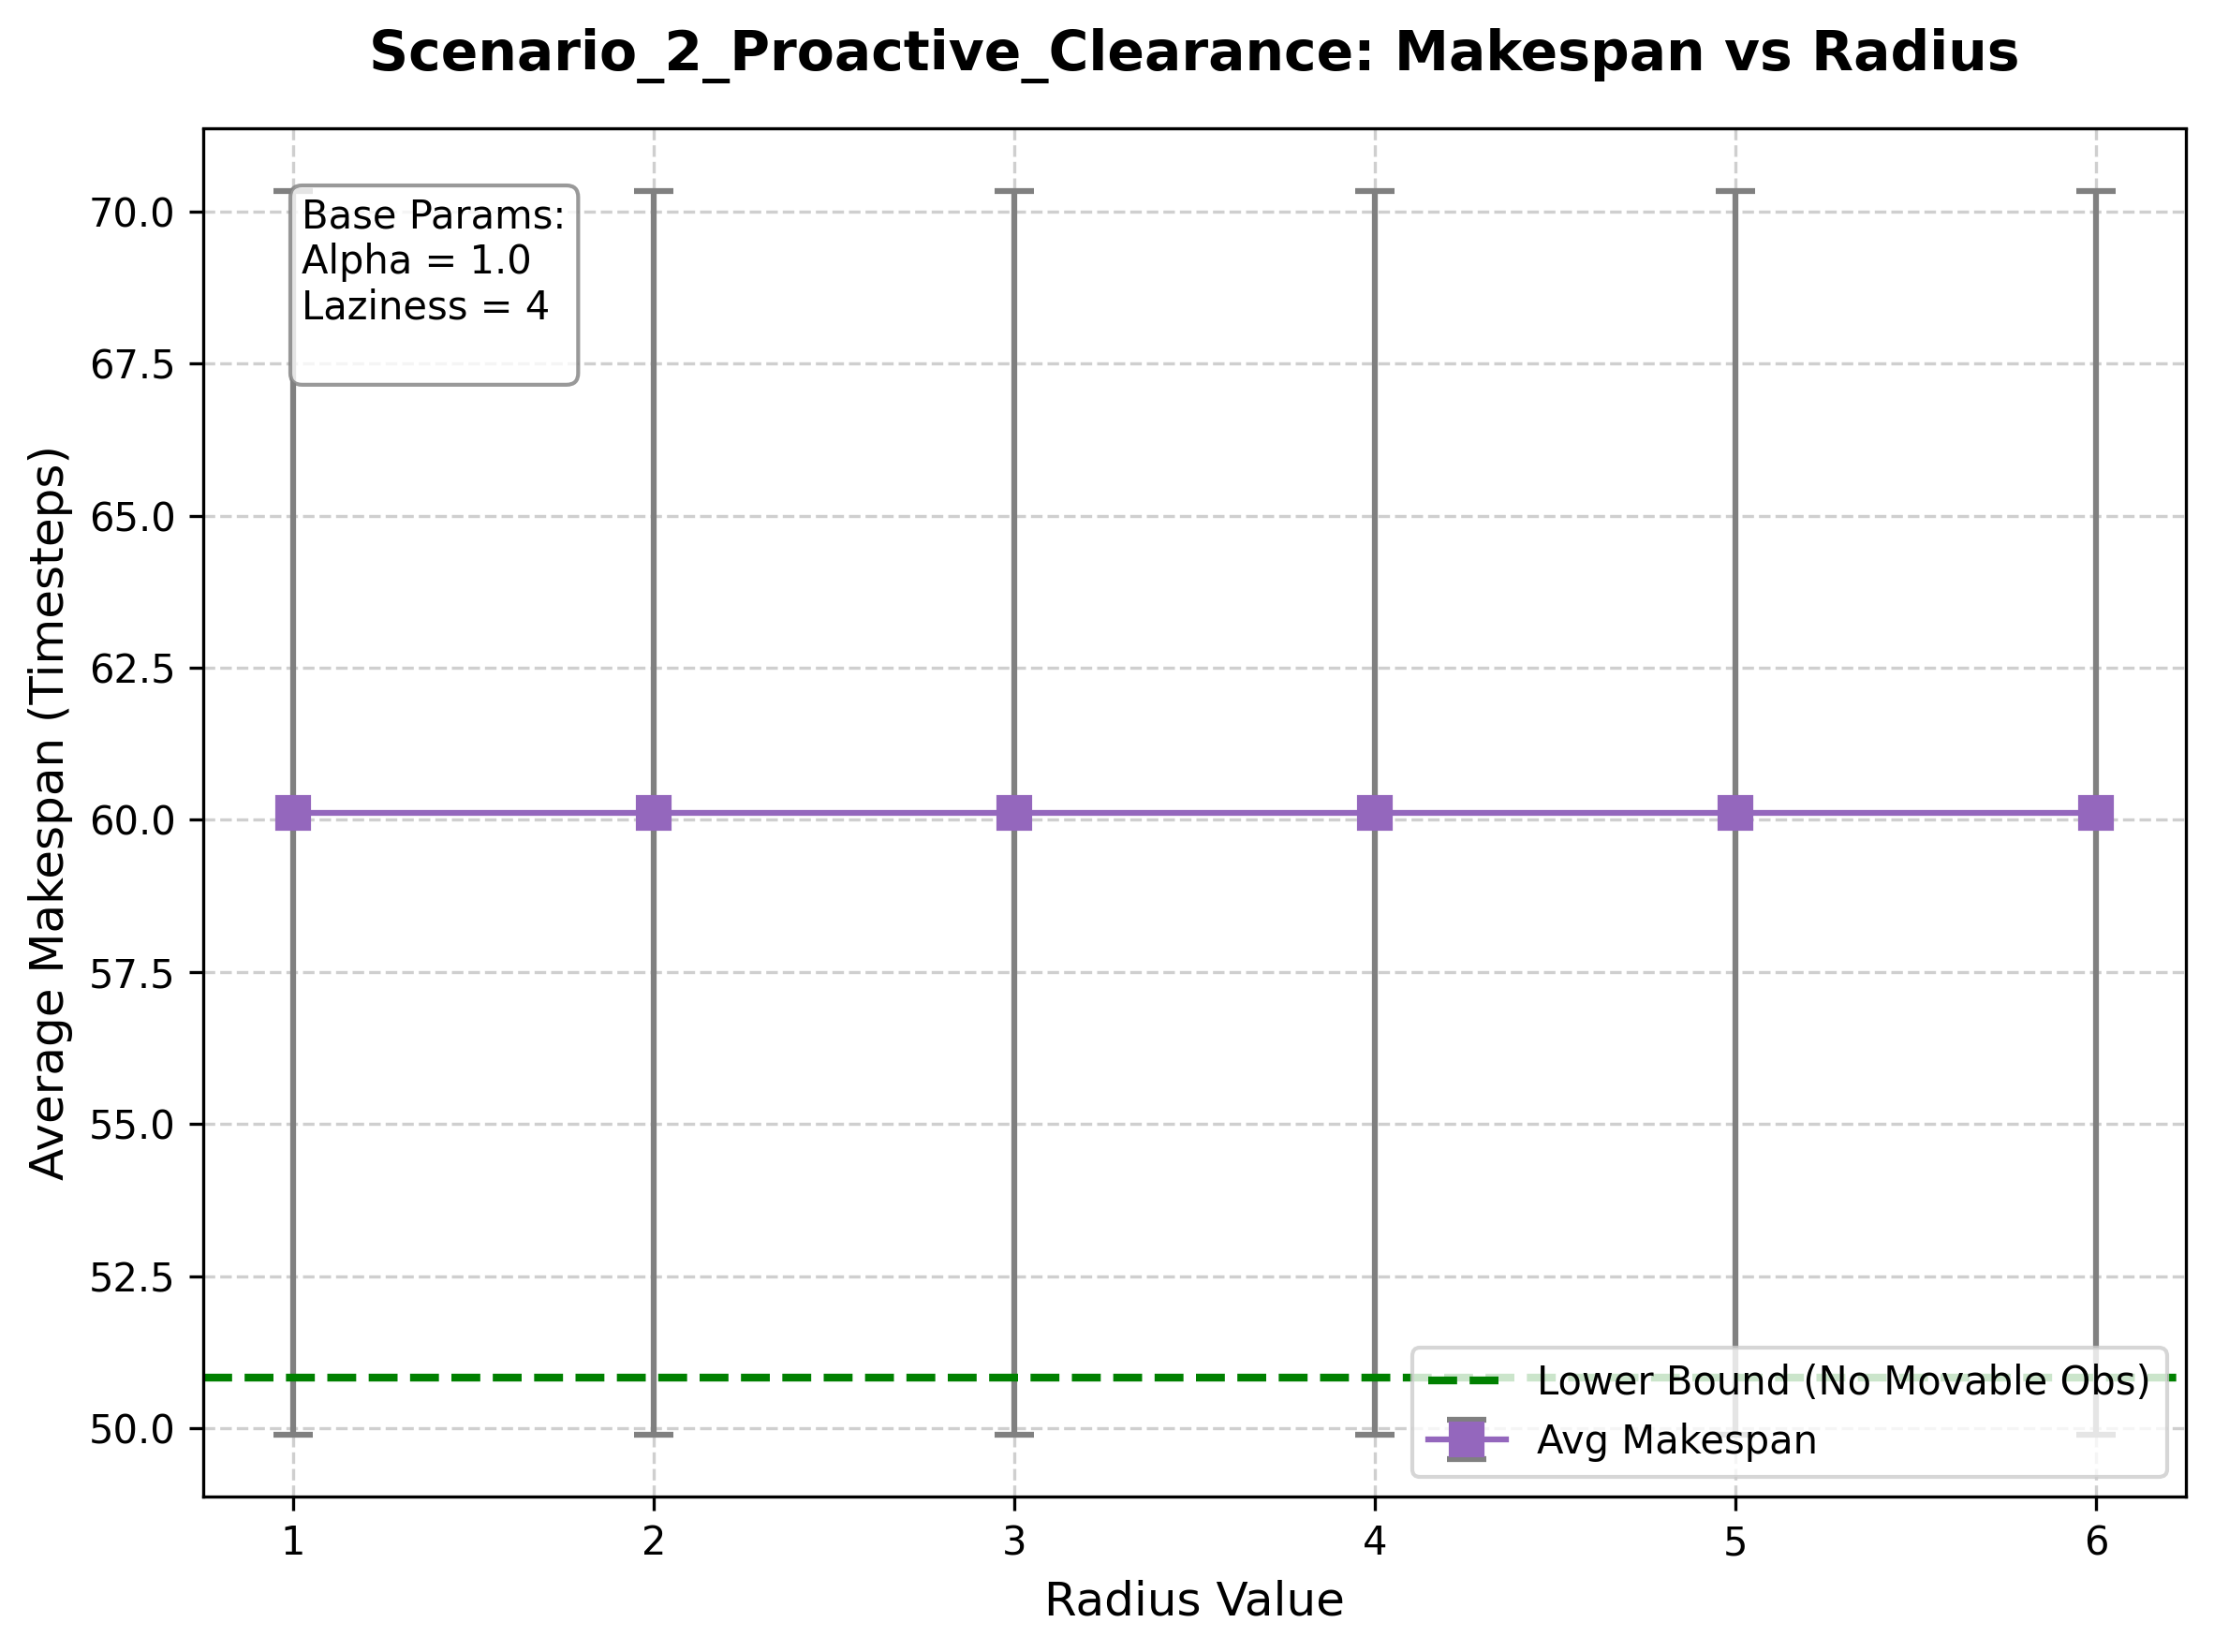 Scenario_2_Proactive_Clearance: Makespan vs Radius
Average Makespan (Timesteps)
70.0
67.5
65.0
62.5
60.0
57.5
55.0
52.5
50.0
Base Params:
Alpha = 1.0
Laziness = 4
Lower Bound (No Movable Obs)
Avg Makespan
1 2 3 4 5 6
Radius Value